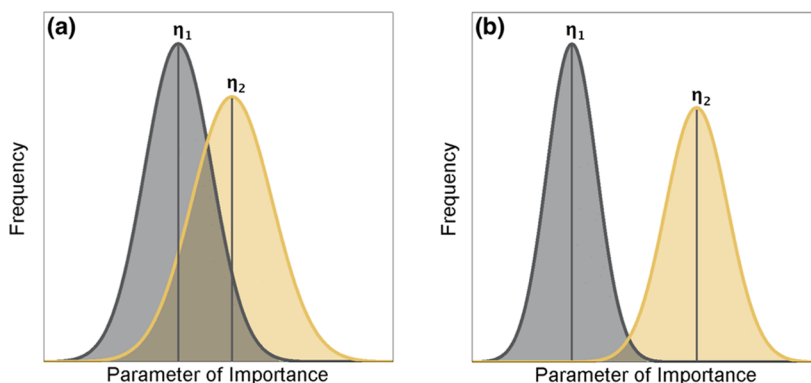 (a)
η1
η2
Frequency
Parameter of Importance
(b)
η1
η2
Frequency
Parameter of Importance